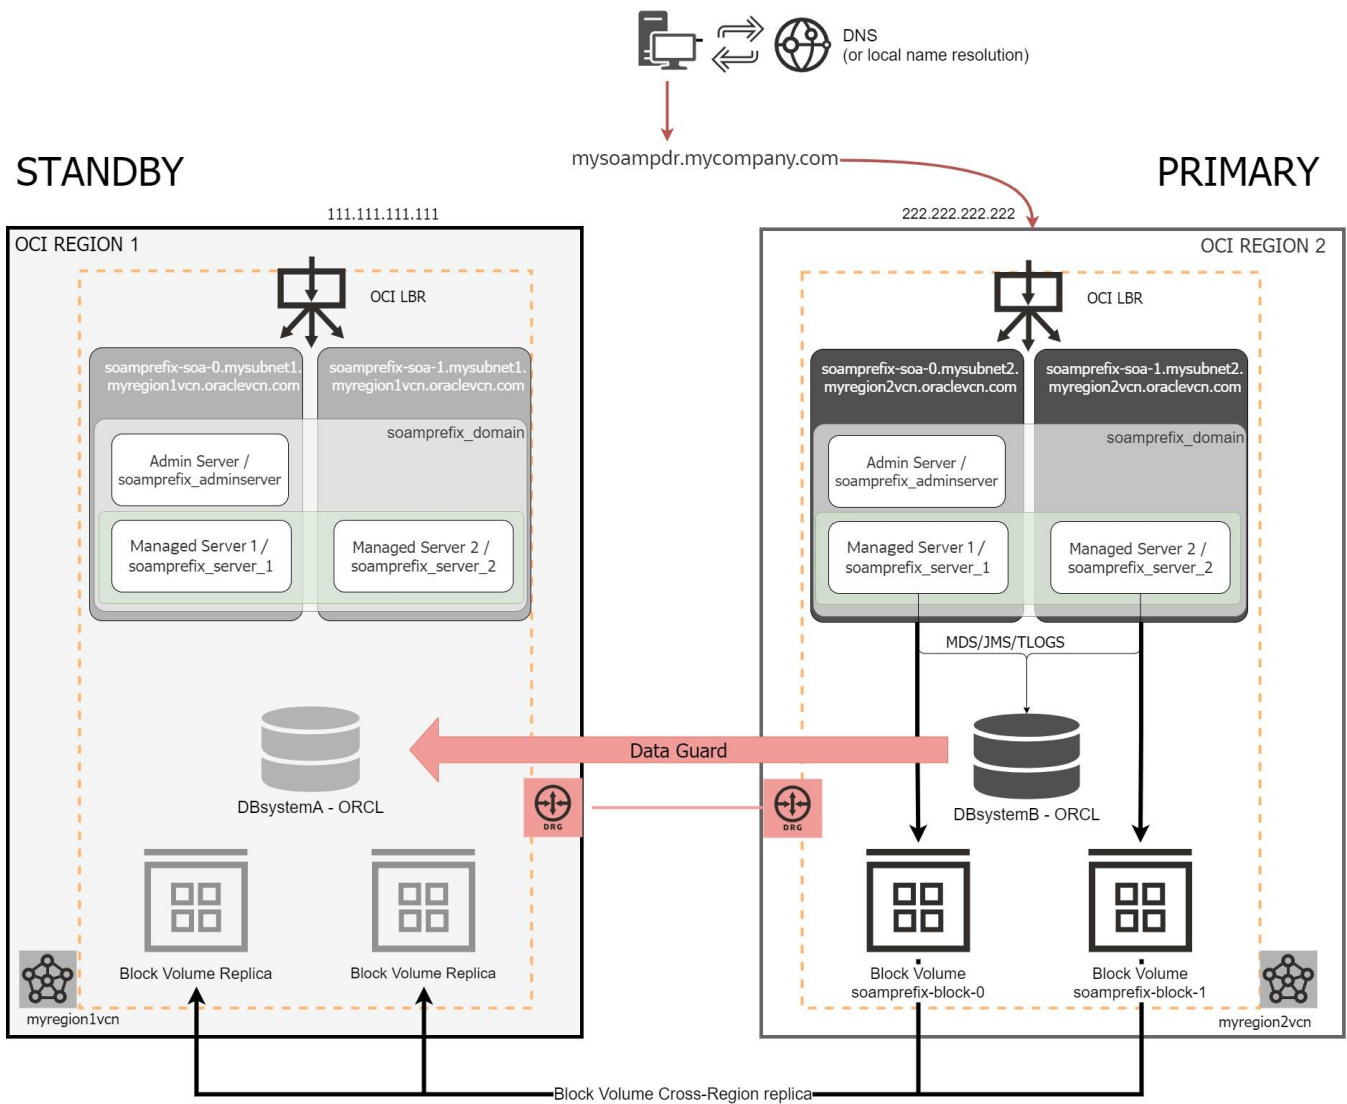 DNS
(or local name resolution)
mysoampdr.mycompany.com
STANDBY
PRIMARY
111.111.111.111
222.222.222.222
OCI REGION 1
OCI LBR
soamprefix-soa-0.mysubnet1.
myregion1vcn.oraclevcn.com
soamprefix-soa-1.mysubnet1.
myregion1vcn.oraclevcn.com
soamprefix_domain
Admin Server /
soamprefix_adminserver
Managed Server 1 /
soamprefix_server_1
Managed Server 2 /
soamprefix_server_2
DBsystemA - ORCL
DRG
Block Volume Replica
Block Volume Replica
myregion1vcn
Data Guard
OCI REGION 2
OCI LBR
soamprefix-soa-0.mysubnet2.
myregion2vcn.oraclevcn.com
soamprefix-soa-1.mysubnet2.
myregion2vcn.oraclevcn.com
soamprefix_domain
Admin Server /
soamprefix_adminserver
Managed Server 1 /
soamprefix_server_1
Managed Server 2 /
soamprefix_server_2
MDS/JMS/TLOGS
DBsystemB - ORCL
DRG
Block Volume
soamprefix-block-0
Block Volume
soamprefix-block-1
myregion2vcn
Block Volume Cross-Region replica